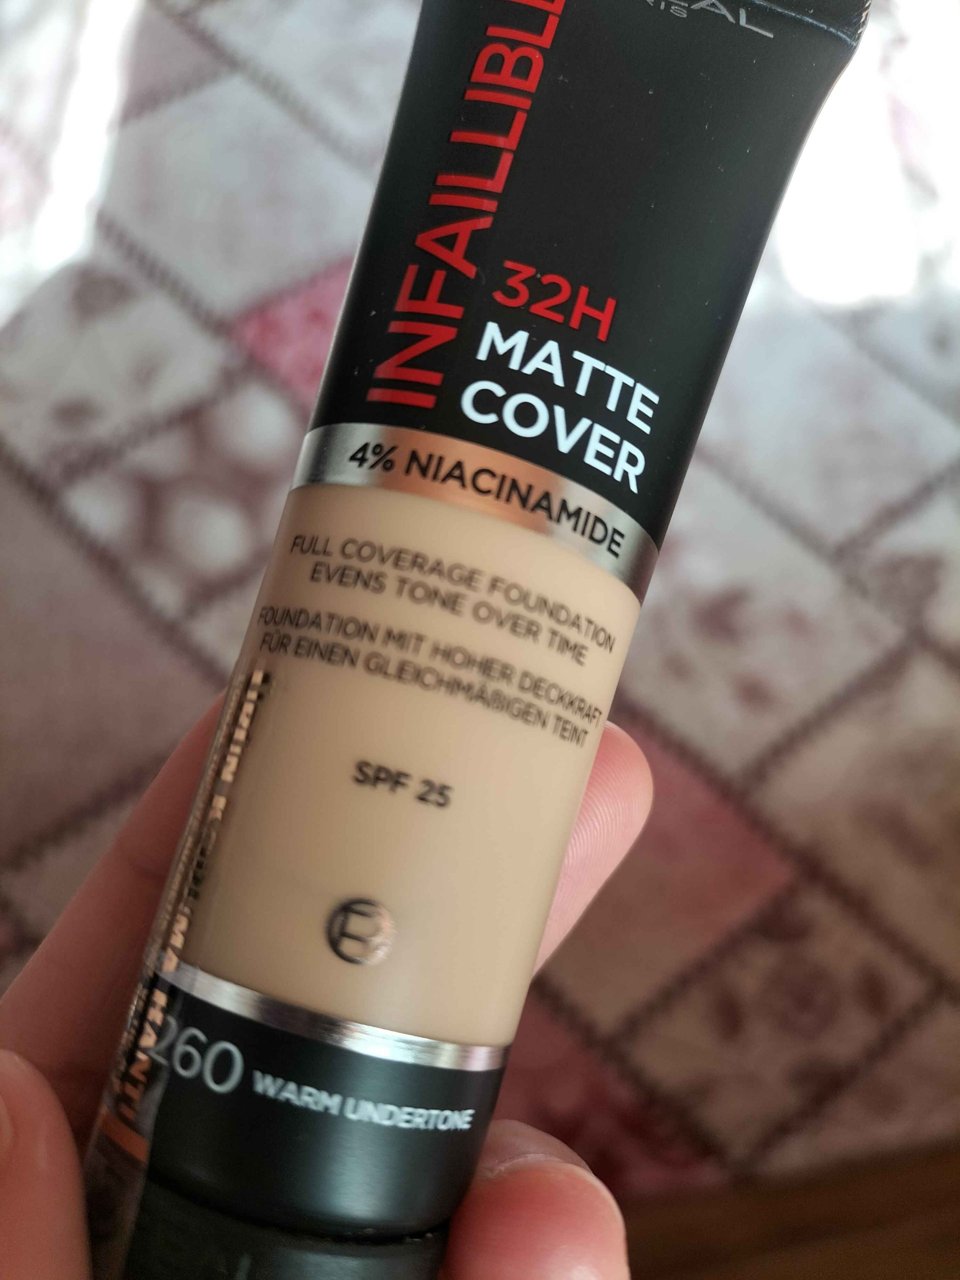 INFAILLIBLE
32H
MATTE
COVER
4% NIACINAMIDE
FULL COVERAGE FOUNDATION
EVENS TONE OVER TIME
FOUNDATION MIT HOHER DECKKRAFT
FÜR EINEN GLEICHMÄßIGEN TEINT
SPF 25
260 WARM UNDERTONE